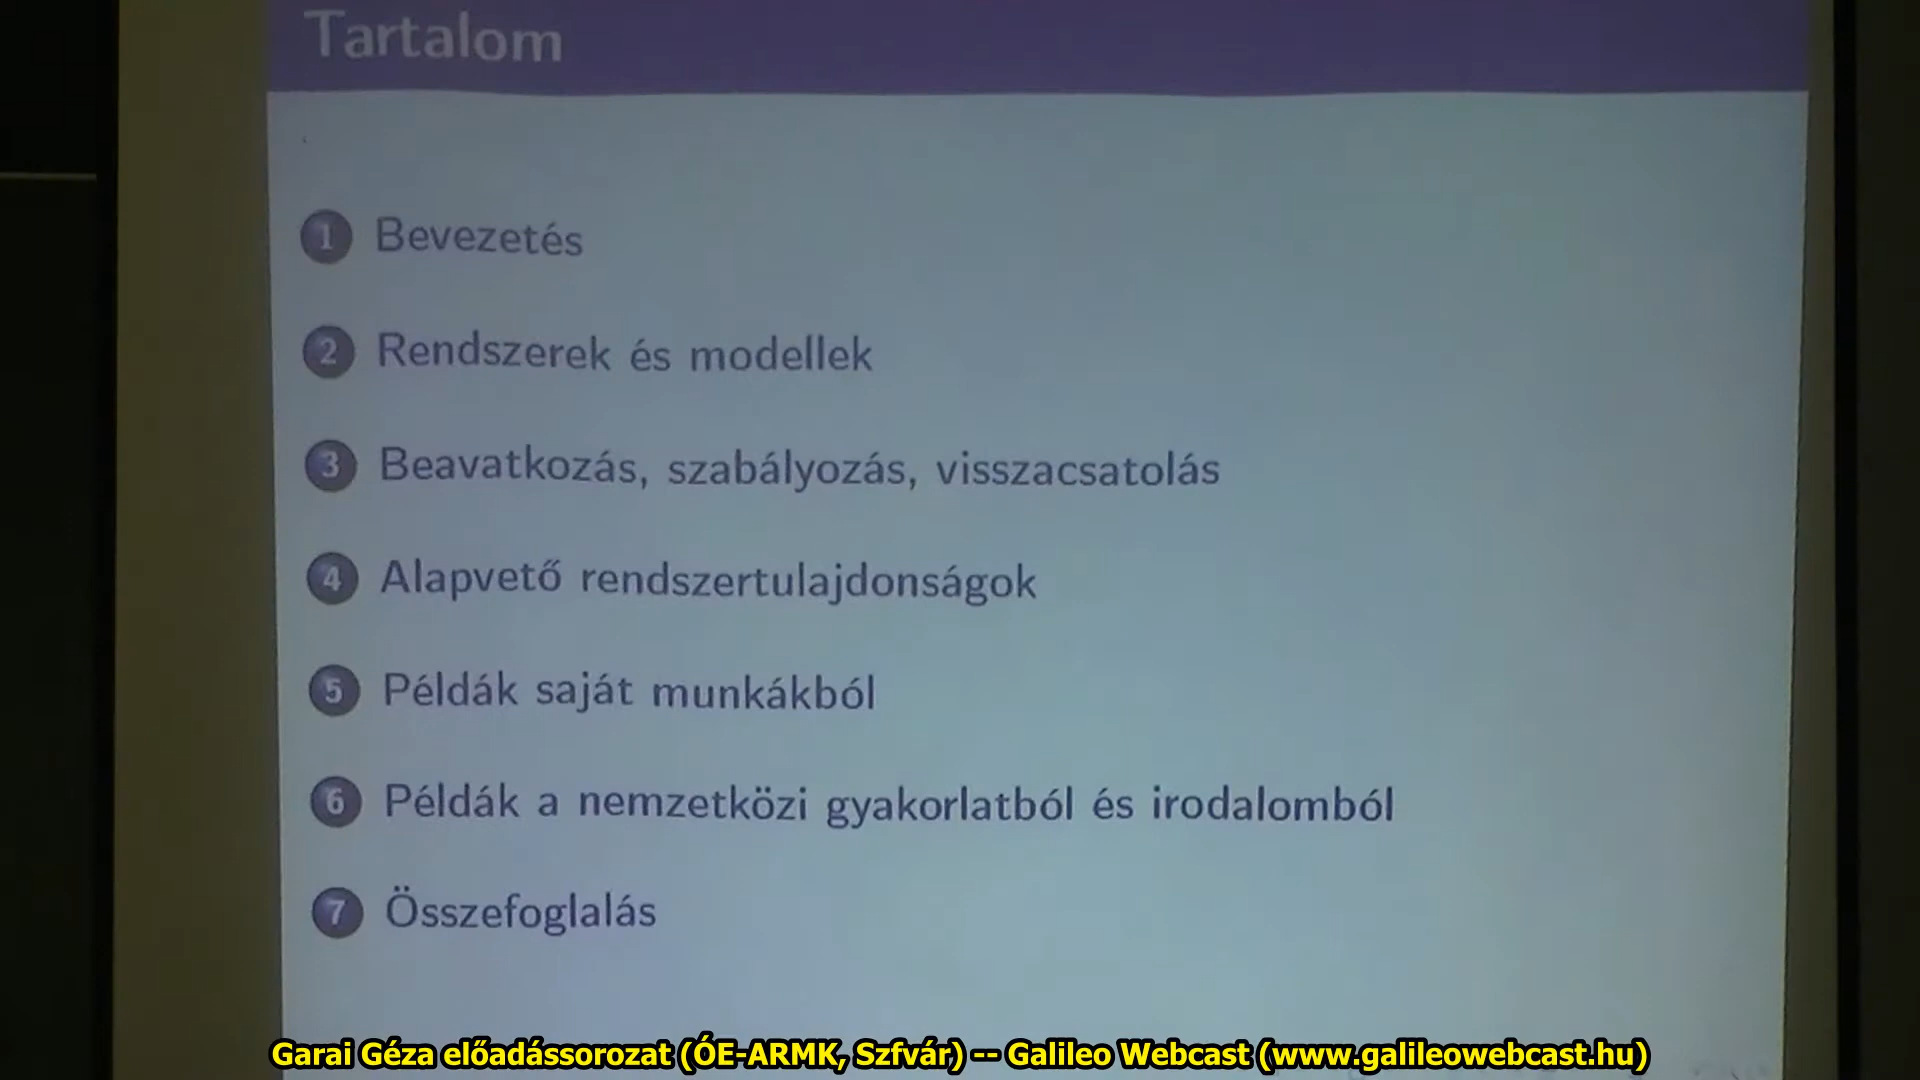 Tartalom
1 Bevezetés
2 Rendszerek és modellek
3 Beavatkozás, szabályozás, visszacsatolás
4 Alapvető rendszertulajdonságok
5 Példák saját munkákból
6 Példák a nemzetközi gyakorlatból és irodalomból
7 Összefoglalás
Garai Géza előadássorozat (ÓE-ARMK, Szfvár) -- Galileo Webcast (www.galileowebcast.hu)